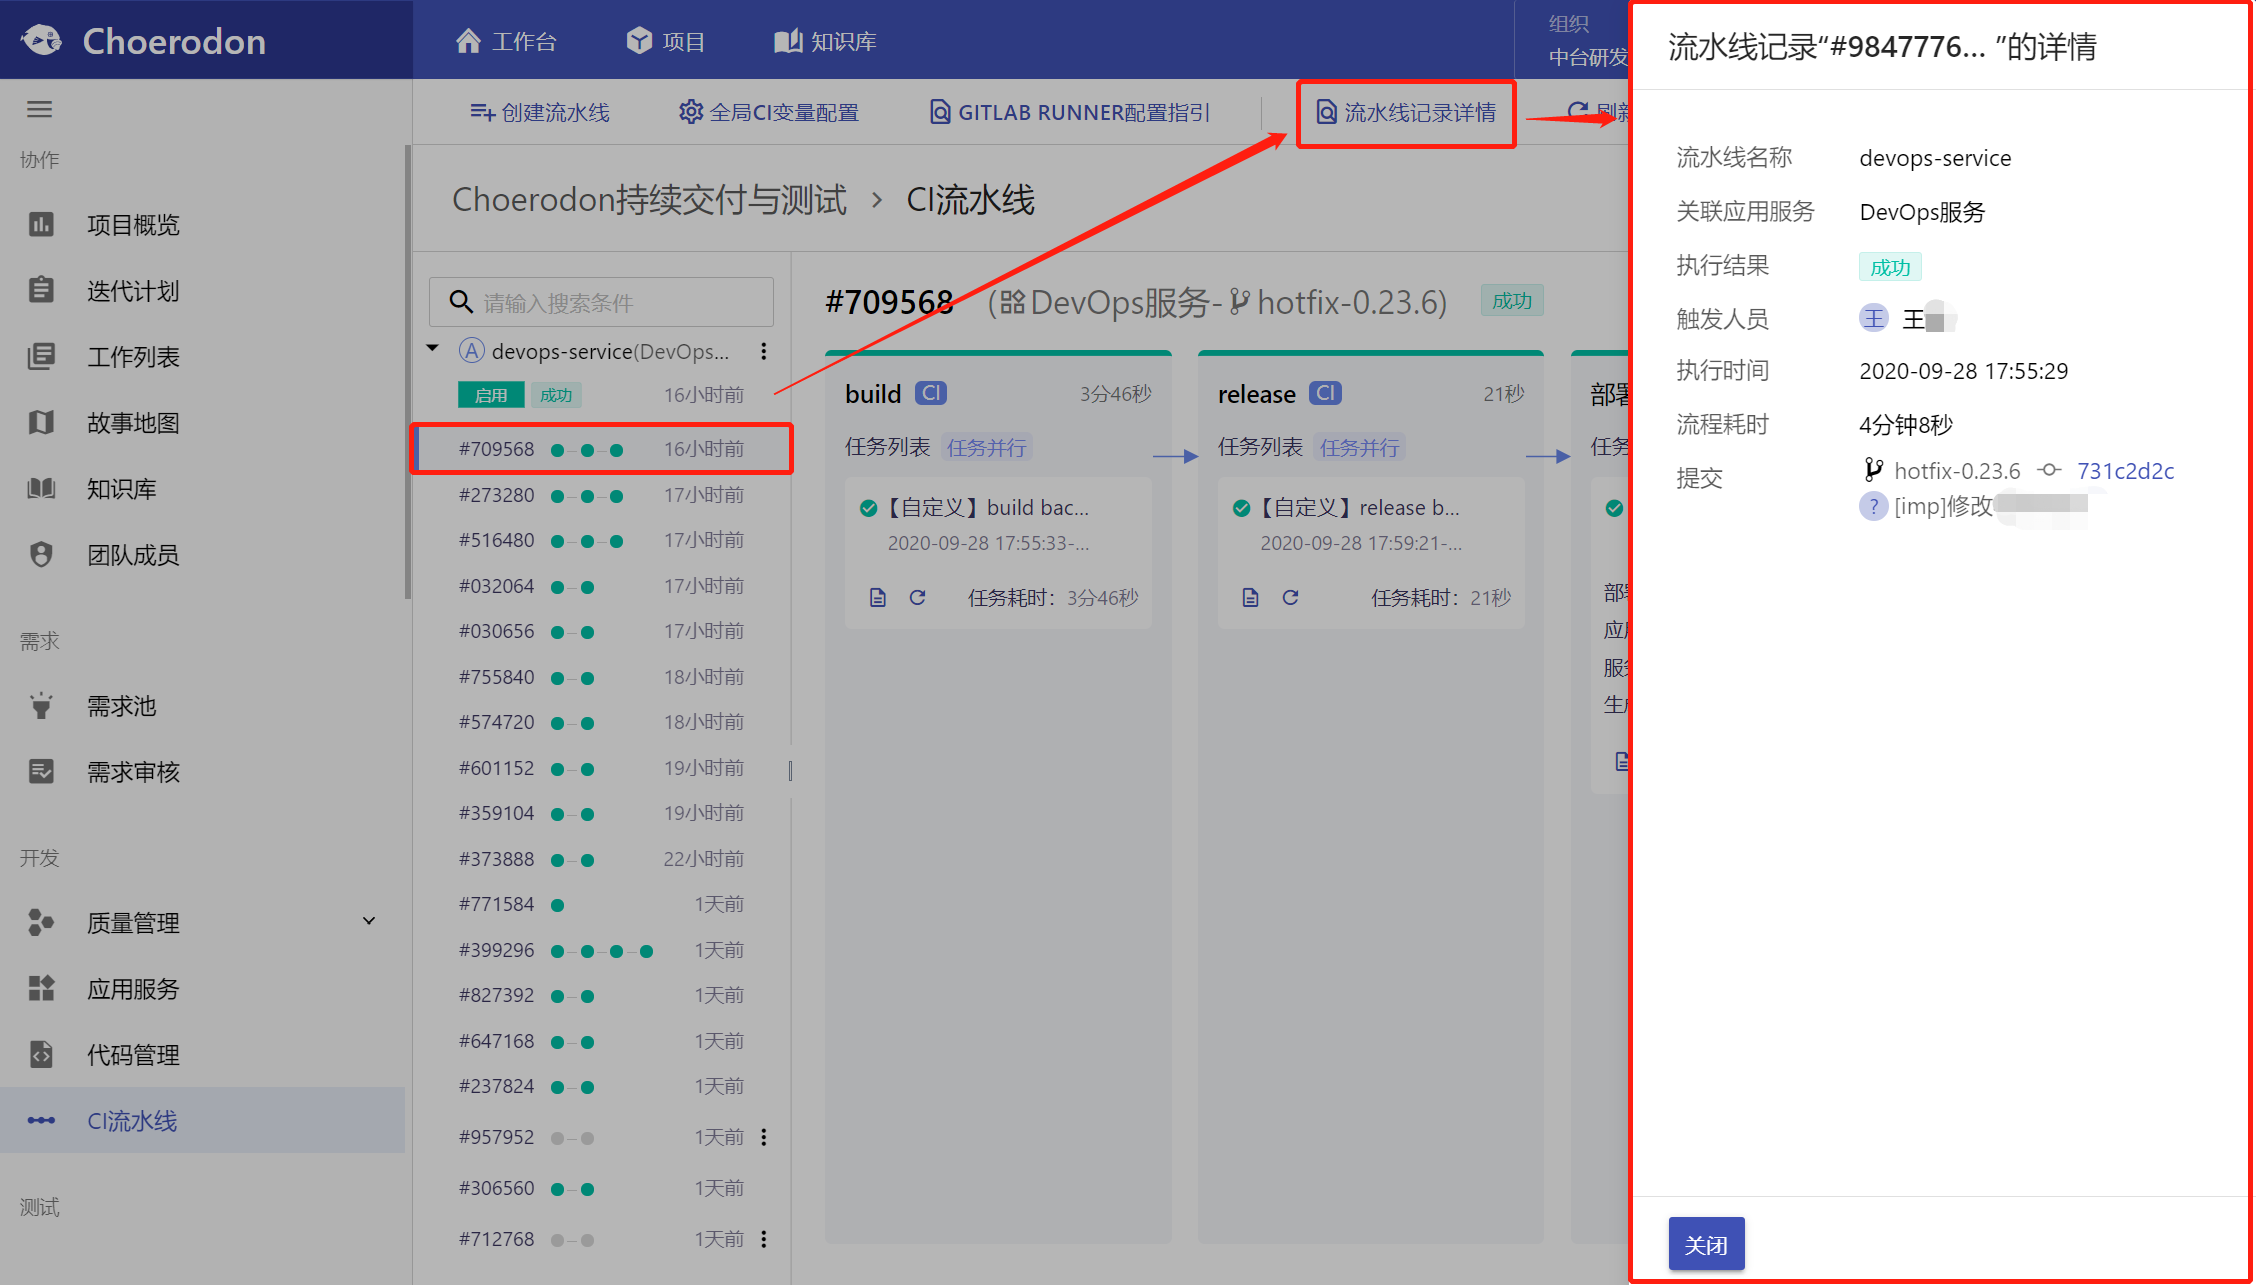 Choerodon
工作台
项目
知识库
组织
中台研发
协作
项目概览
迭代计划
工作列表
故事地图
知识库
团队成员
需求
需求池
需求审核
开发
质量管理
应用服务
代码管理
CI流水线
测试
创建流水线
全局CI变量配置
GITLAB RUNNER配置指引
流水线记录详情
刷新
Choerodon持续交付与测试 › CI流水线
请输入搜索条件
A devops-service(DevOps...
启用 成功 16小时前
#709568 16小时前
#273280 17小时前
#516480 17小时前
#032064 17小时前
#030656 17小时前
#755840 18小时前
#574720 18小时前
#601152 19小时前
#359104 19小时前
#373888 22小时前
#771584 1天前
#399296 1天前
#827392 1天前
#647168 1天前
#237824 1天前
#957952 1天前
#306560 1天前
#712768 1天前
#709568 (DevOps服务-hotfix-0.23.6) 成功
build CI 3分46秒
任务列表 任务并行
【自定义】build bac...
2020-09-28 17:55:33-...
任务耗时：3分46秒
release CI 21秒
任务列表 任务并行
【自定义】release b...
2020-09-28 17:59:21-...
任务耗时：21秒
部署
任务
部署
应用
服务
生成
流水线记录“#9847776... ”的详情
流水线名称 devops-service
关联应用服务 DevOps服务
执行结果 成功
触发人员 王 王
执行时间 2020-09-28 17:55:29
流程耗时 4分钟8秒
提交 hotfix-0.23.6 731c2d2c
? [imp]修改
关闭